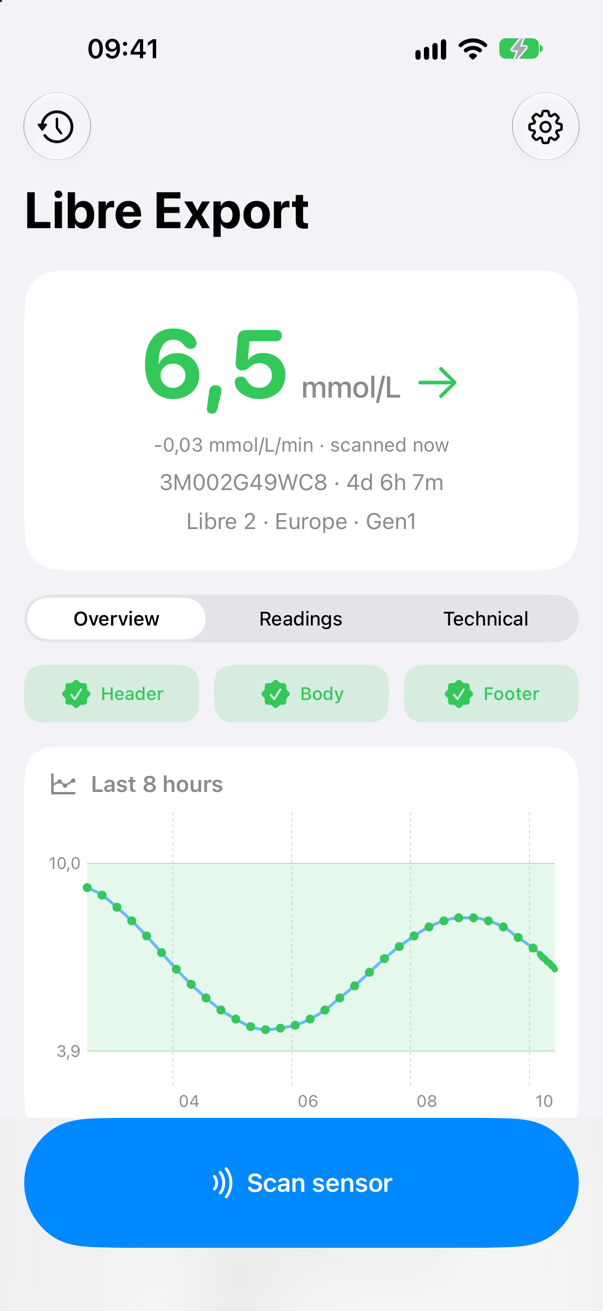 09:41
Libre Export
6,5 mmol/L →
-0,03 mmol/L/min · scanned now
3M002G49WC8 · 4d 6h 7m
Libre 2 · Europe · Gen1
Overview Readings Technical
Header Body Footer
Last 8 hours
10,0
3,9
04 06 08 10
Scan sensor